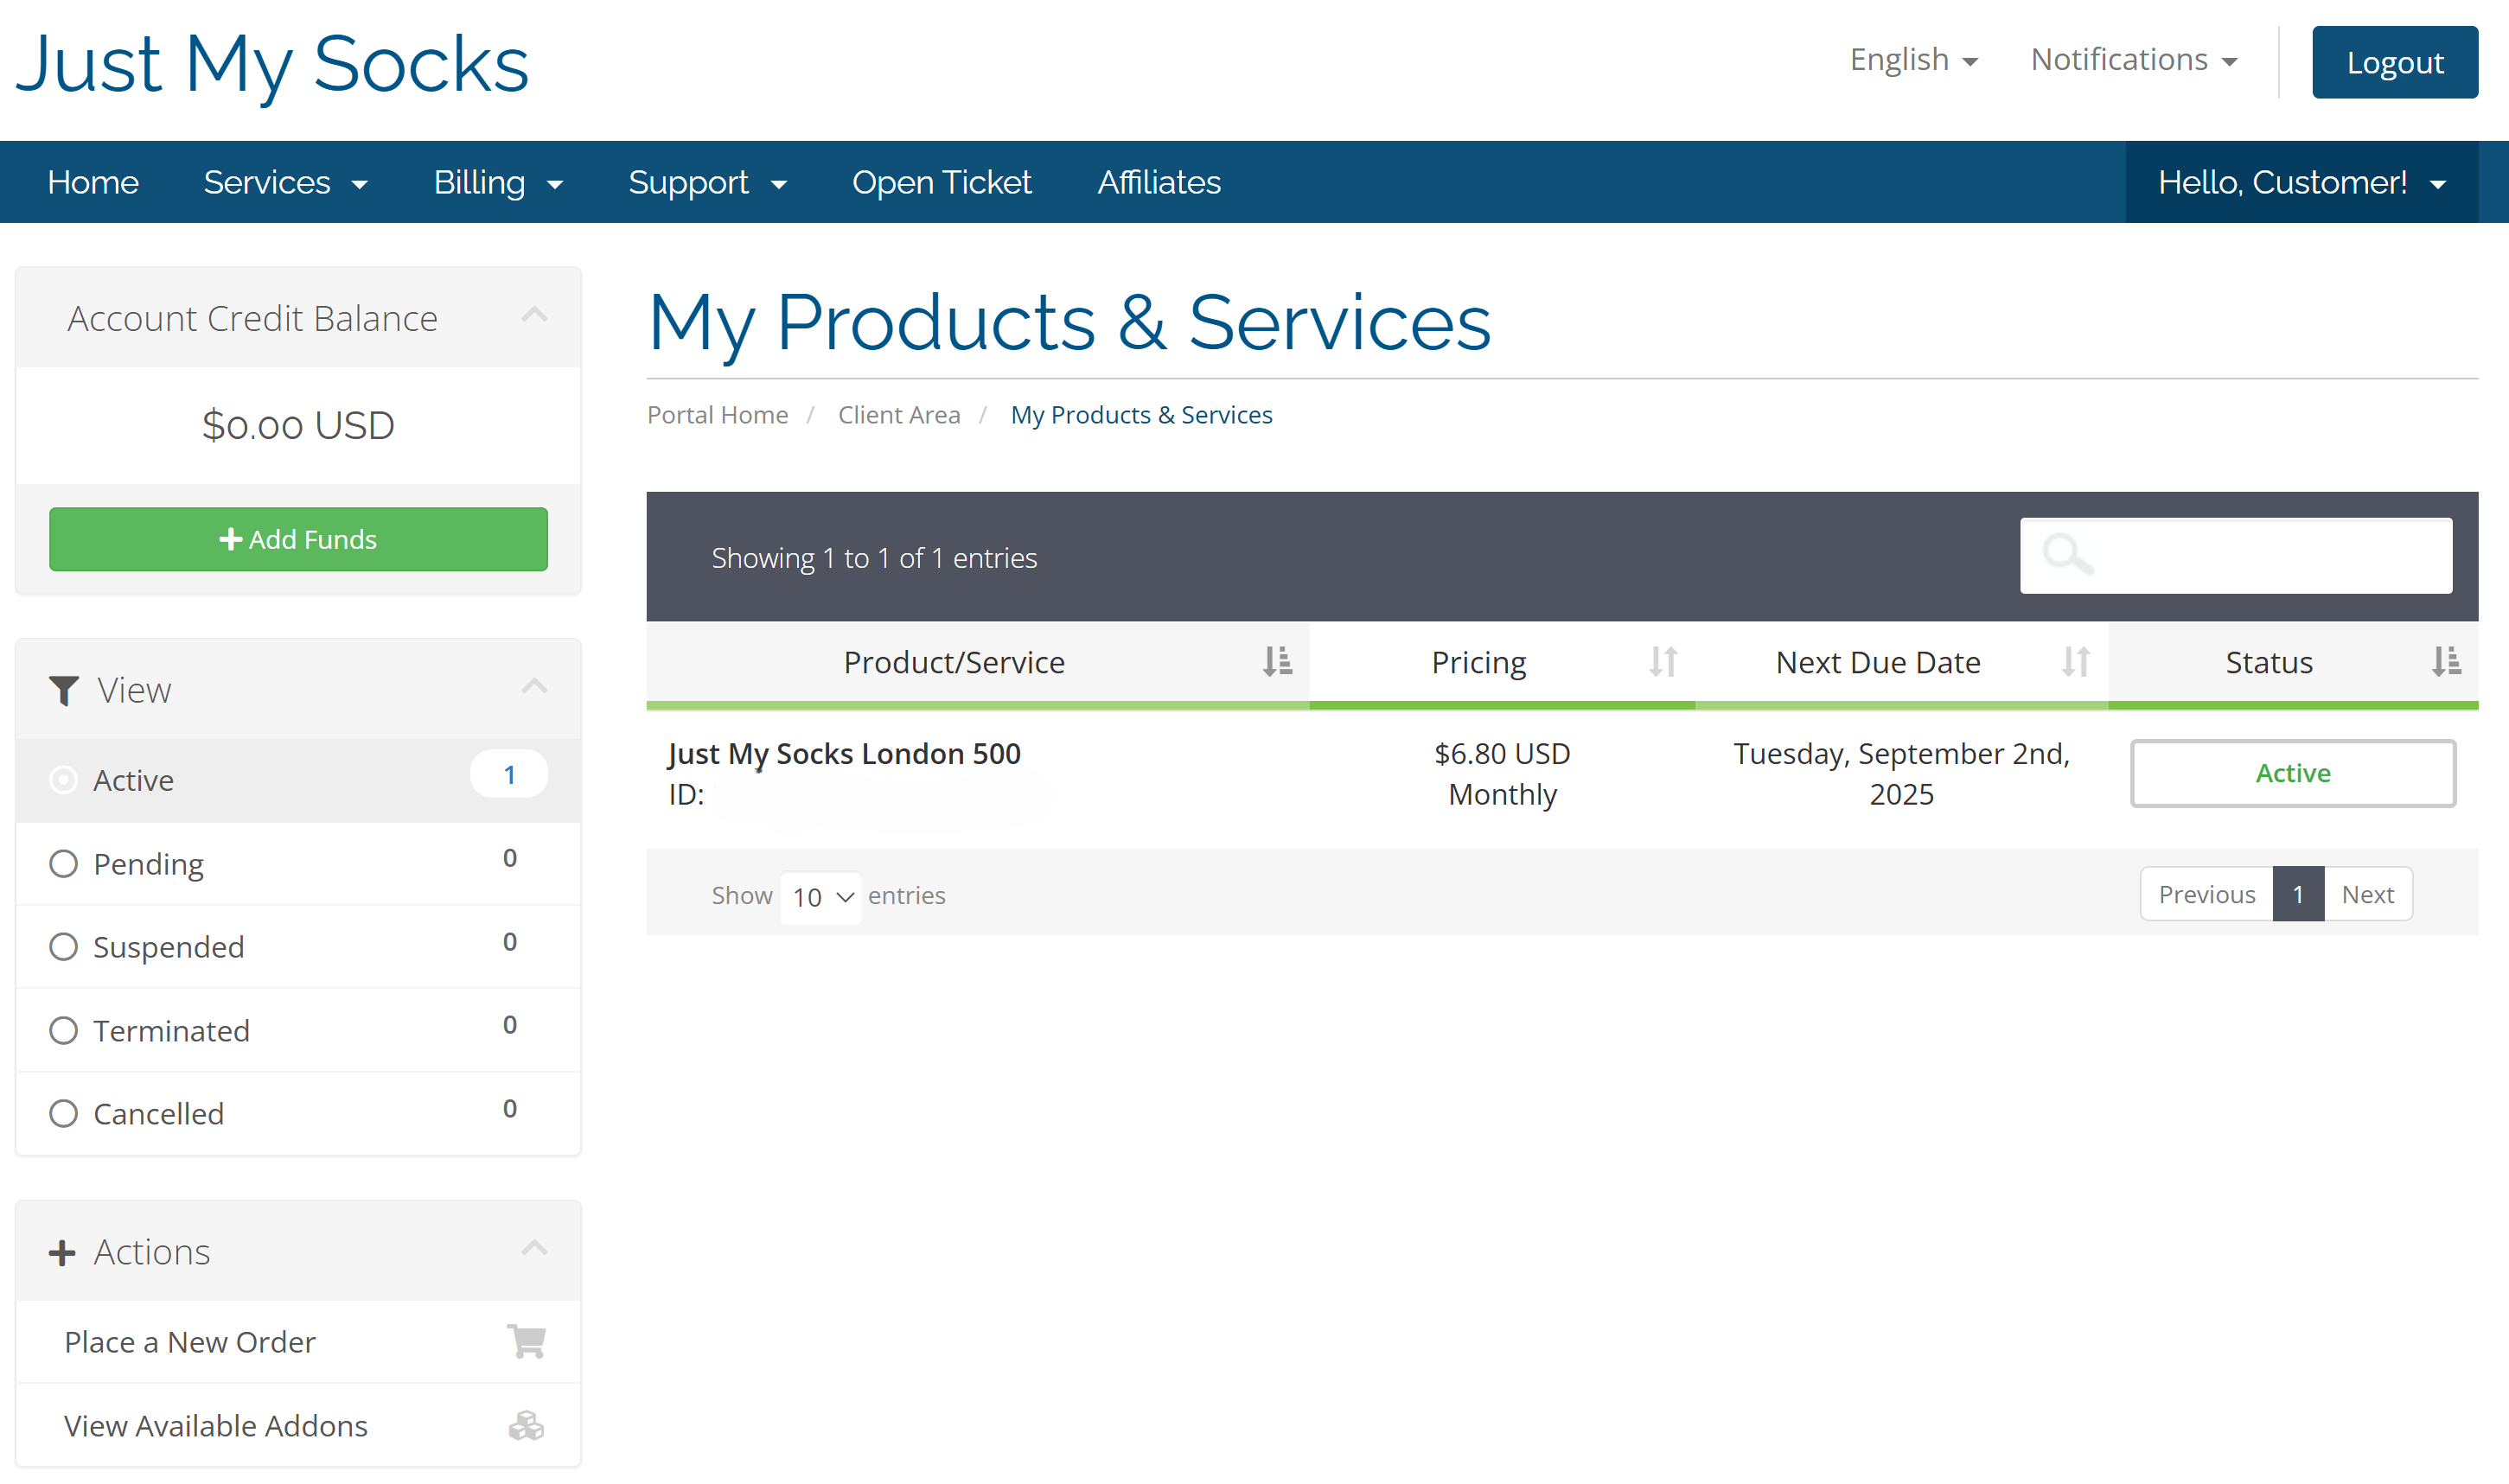 Just My Socks
English
Notifications
Logout
Home
Services
Billing
Support
Open Ticket
Affiliates
Hello, Customer!
Account Credit Balance
$0.00 USD
Add Funds
View
Active 1
Pending 0
Suspended 0
Terminated 0
Cancelled 0
Actions
Place a New Order
View Available Addons
My Products & Services
Portal Home / Client Area / My Products & Services
Showing 1 to 1 of 1 entries
Product/Service
Pricing
Next Due Date
Status
Just My Socks London 500
ID:
$6.80 USD
Monthly
Tuesday, September 2nd,
2025
Active
Show 10 entries
Previous 1 Next